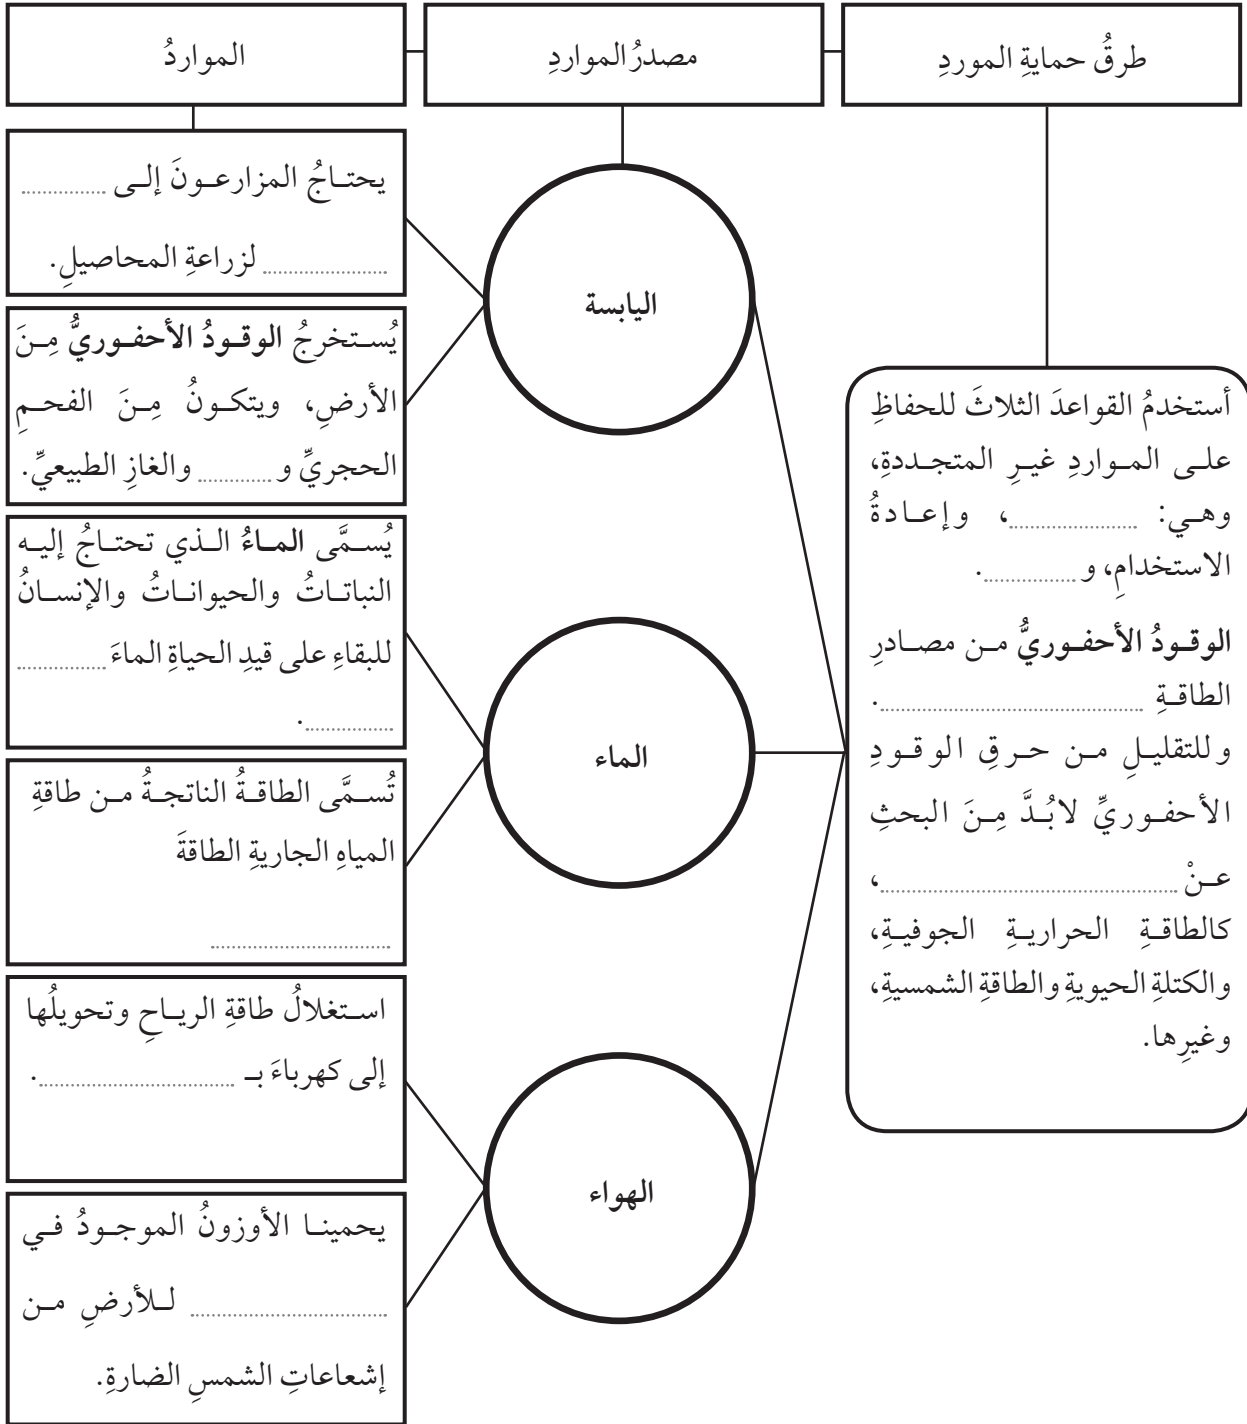 طرقُ حمايةِ الموردِ
مصدرُ المواردِ
المواردُ
يحتاجُ المزارعونَ إلى ............
............ لزراعةِ المحاصيلِ.
يُستخرجُ الوقودُ الأحفوريُّ مِنَ
الأرضِ، ويتكونُ مِنَ الفحمِ
الحجريِّ و ............ والغازِ الطبيعيِّ.
يُسمَّى الماءُ الذي تحتاجُ إليه
النباتاتُ والحيواناتُ والإنسانُ
للبقاءِ على قيدِ الحياةِ الماءَ ............
.............
تُسمَّى الطاقةُ الناتجةُ من طاقةِ
المياهِ الجاريةِ الطاقةَ
............
استغلالُ طاقةِ الرياحِ وتحويلُها
إلى كهرباءَ بـ .............
يحمينا الأوزونُ الموجودُ في
............ للأرضِ من
إشعاعاتِ الشمسِ الضارةِ.
اليابسة
الماء
الهواء
أستخدمُ القواعدَ الثلاثَ للحفاظِ
على المواردِ غيرِ المتجددةِ،
وهي: ............، وإعادةُ
الاستخدامِ، و .............
الوقودُ الأحفوريُّ من مصادرِ
الطاقةِ .............
وللتقليلِ من حرقِ الوقودِ
الأحفوريِّ لابُدَّ مِنَ البحثِ
عنْ ............،
كالطاقةِ الحراريةِ الجوفيةِ،
والكتلةِ الحيويةِ والطاقةِ الشمسيةِ،
وغيرِها.